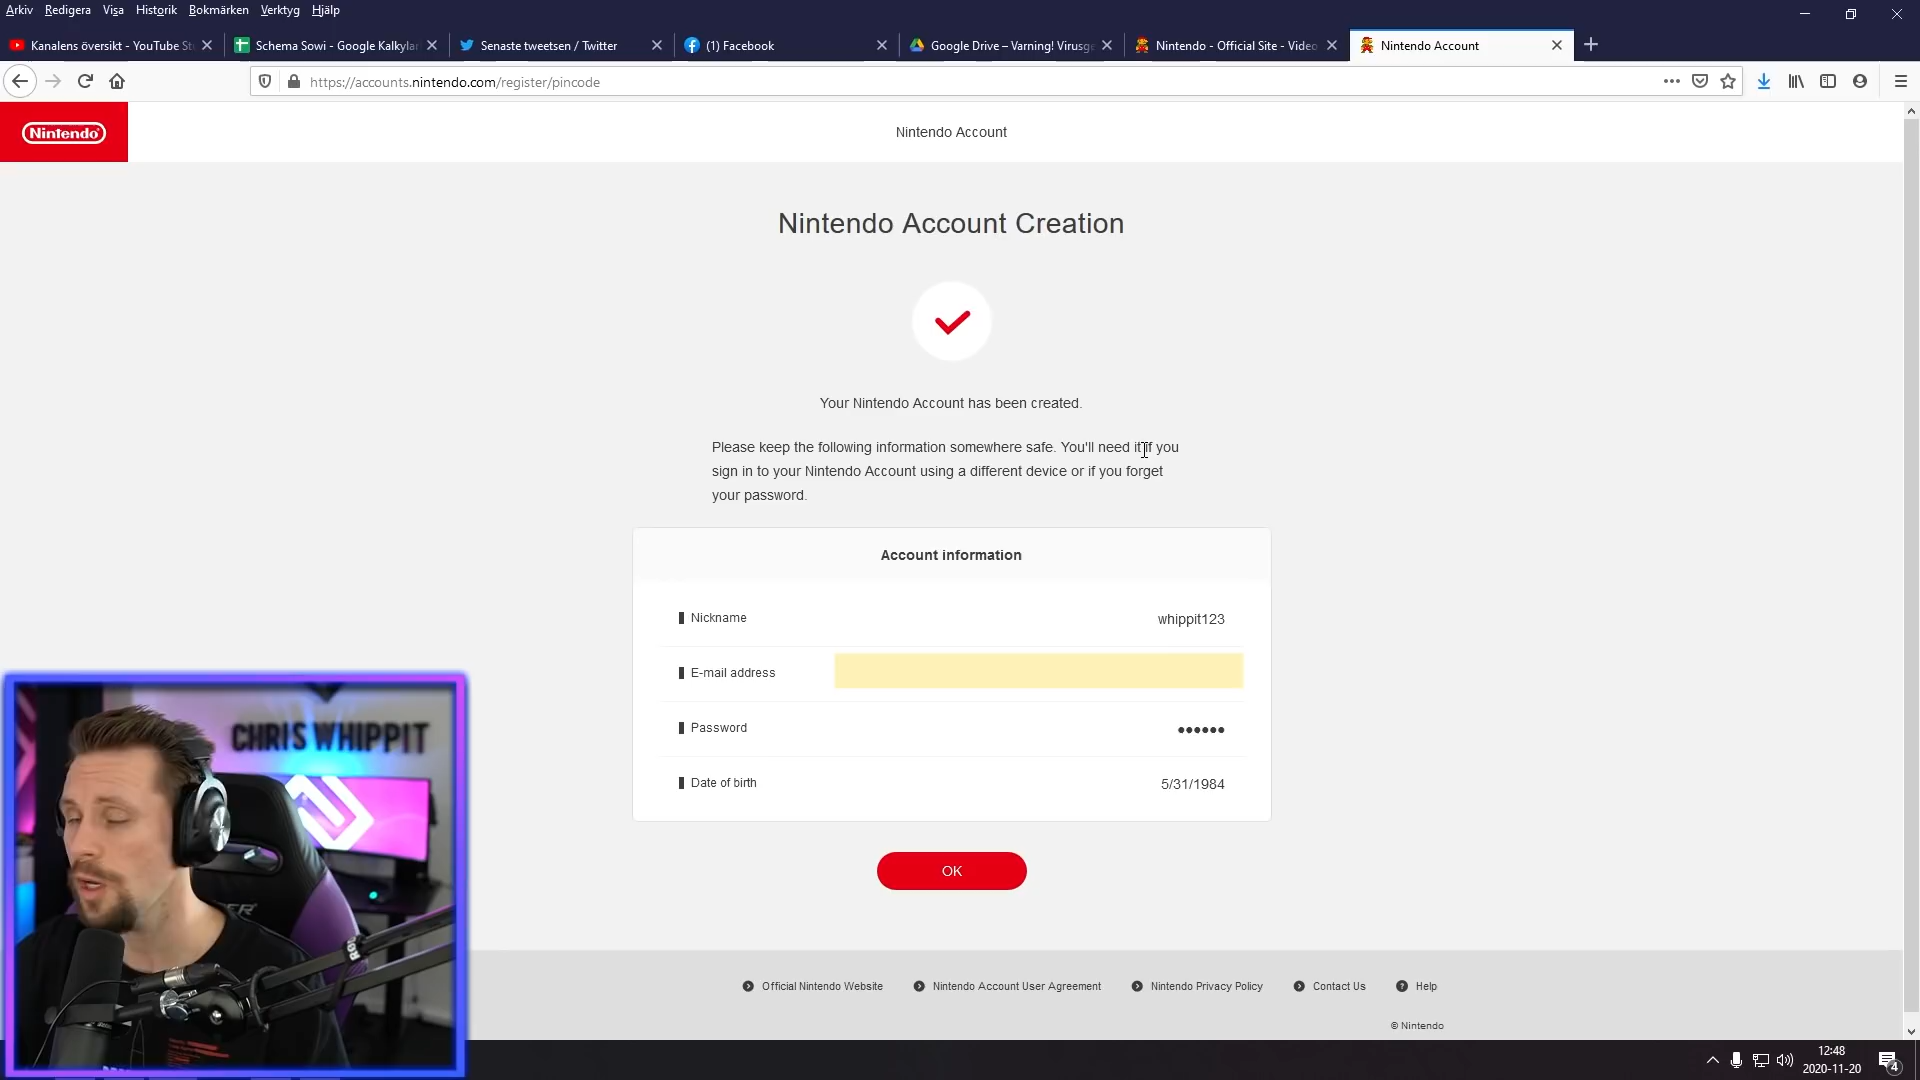 Arkiv Redigera Visa Historik Bokmärken Verktyg Hjälp
Kanalens översikt - YouTube St
Schema Sowi - Google Kalkylar
Senaste tweetsen / Twitter
(1) Facebook
Google Drive – Varning! Virusge
Nintendo - Official Site - Video
Nintendo Account
https://accounts.nintendo.com/register/pincode
Nintendo
Nintendo Account
Nintendo Account Creation
Your Nintendo Account has been created.
Please keep the following information somewhere safe. You'll need it if you
sign in to your Nintendo Account using a different device or if you forget
your password.
Account information
Nickname whippit123
E-mail address
Password ••••••
Date of birth 5/31/1984
OK
CHRIS WHIPPIT
Official Nintendo Website
Nintendo Account User Agreement
Nintendo Privacy Policy
Contact Us
Help
© Nintendo
12:48
2020-11-20
4